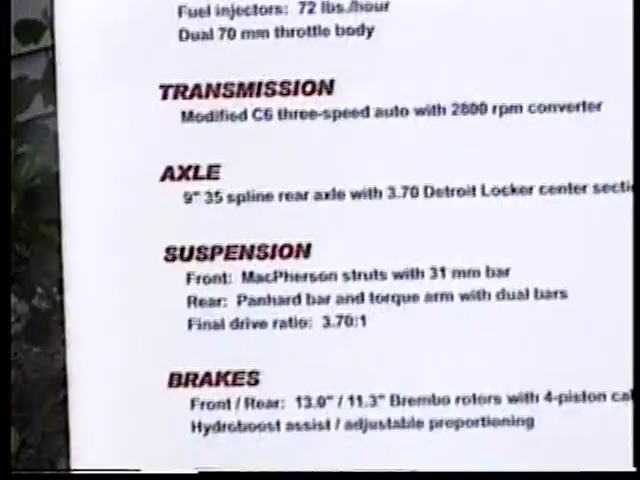 Fuel injectors: 72 lbs./hour
Dual 70 mm throttle body
TRANSMISSION
Modified C6 three-speed auto with 2800 rpm converter
AXLE
9" 35 spline rear axle with 3.70 Detroit Locker center secti
SUSPENSION
Front: MacPherson struts with 31 mm bar
Rear: Panhard bar and torque arm with dual bars
Final drive ratio: 3.70:1
BRAKES
Front / Rear: 13.0" / 11.3" Brembo rotors with 4-piston cal
Hydroboost assist / adjustable proportioning